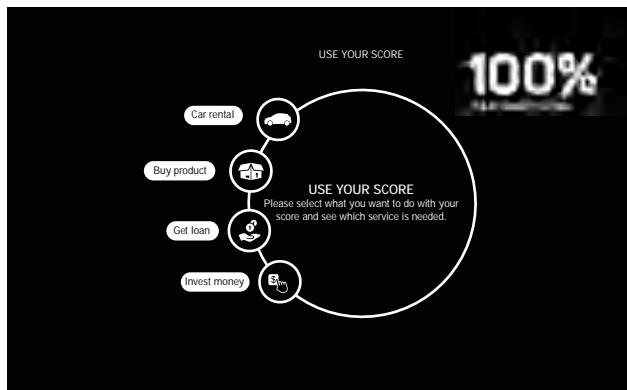 USE YOUR SCORE
100%
Car rental
Buy product
USE YOUR SCORE
Please select what you want to do with your
score and see which service is needed.
Get loan
Invest money
$